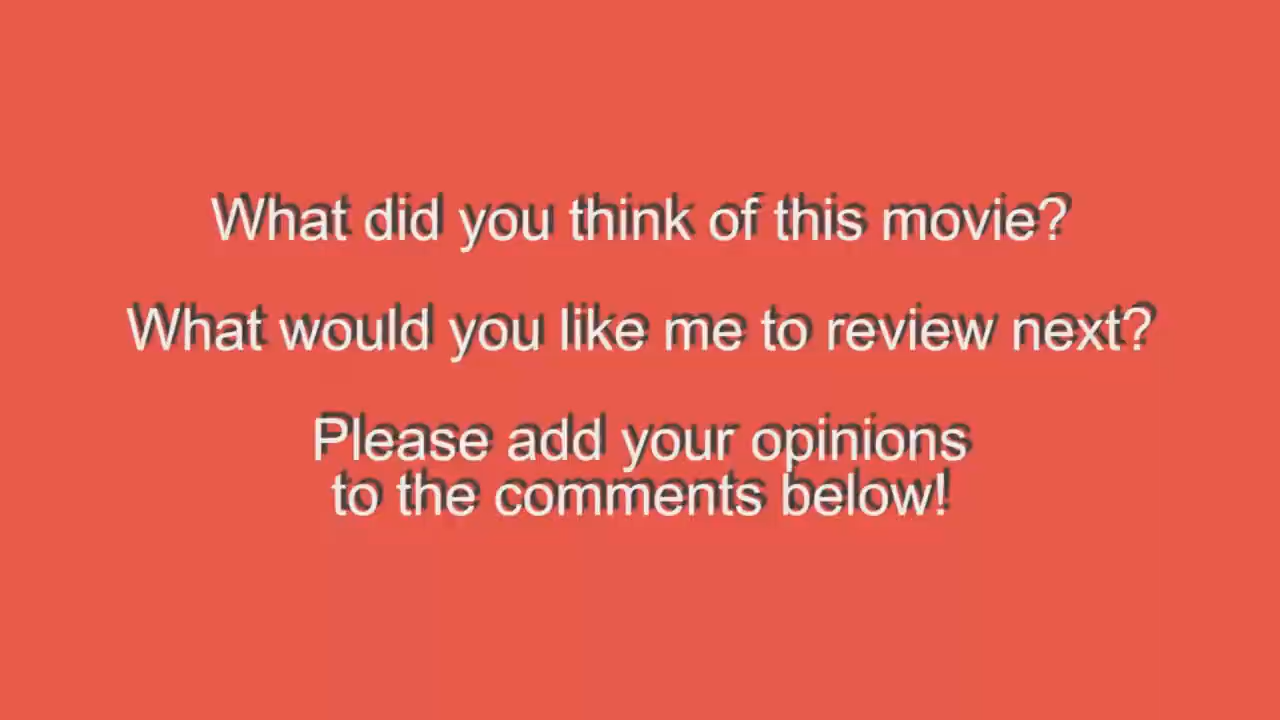 What did you think of this movie?
What would you like me to review next?
Please add your opinions
to the comments below!